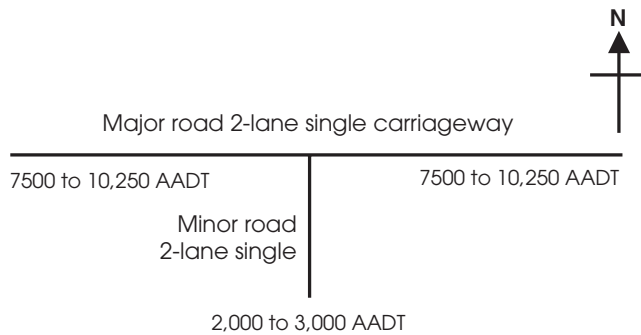 N
Major road 2-lane single carriageway
7500 to 10,250 AADT
7500 to 10,250 AADT
Minor road
2-lane single
2,000 to 3,000 AADT